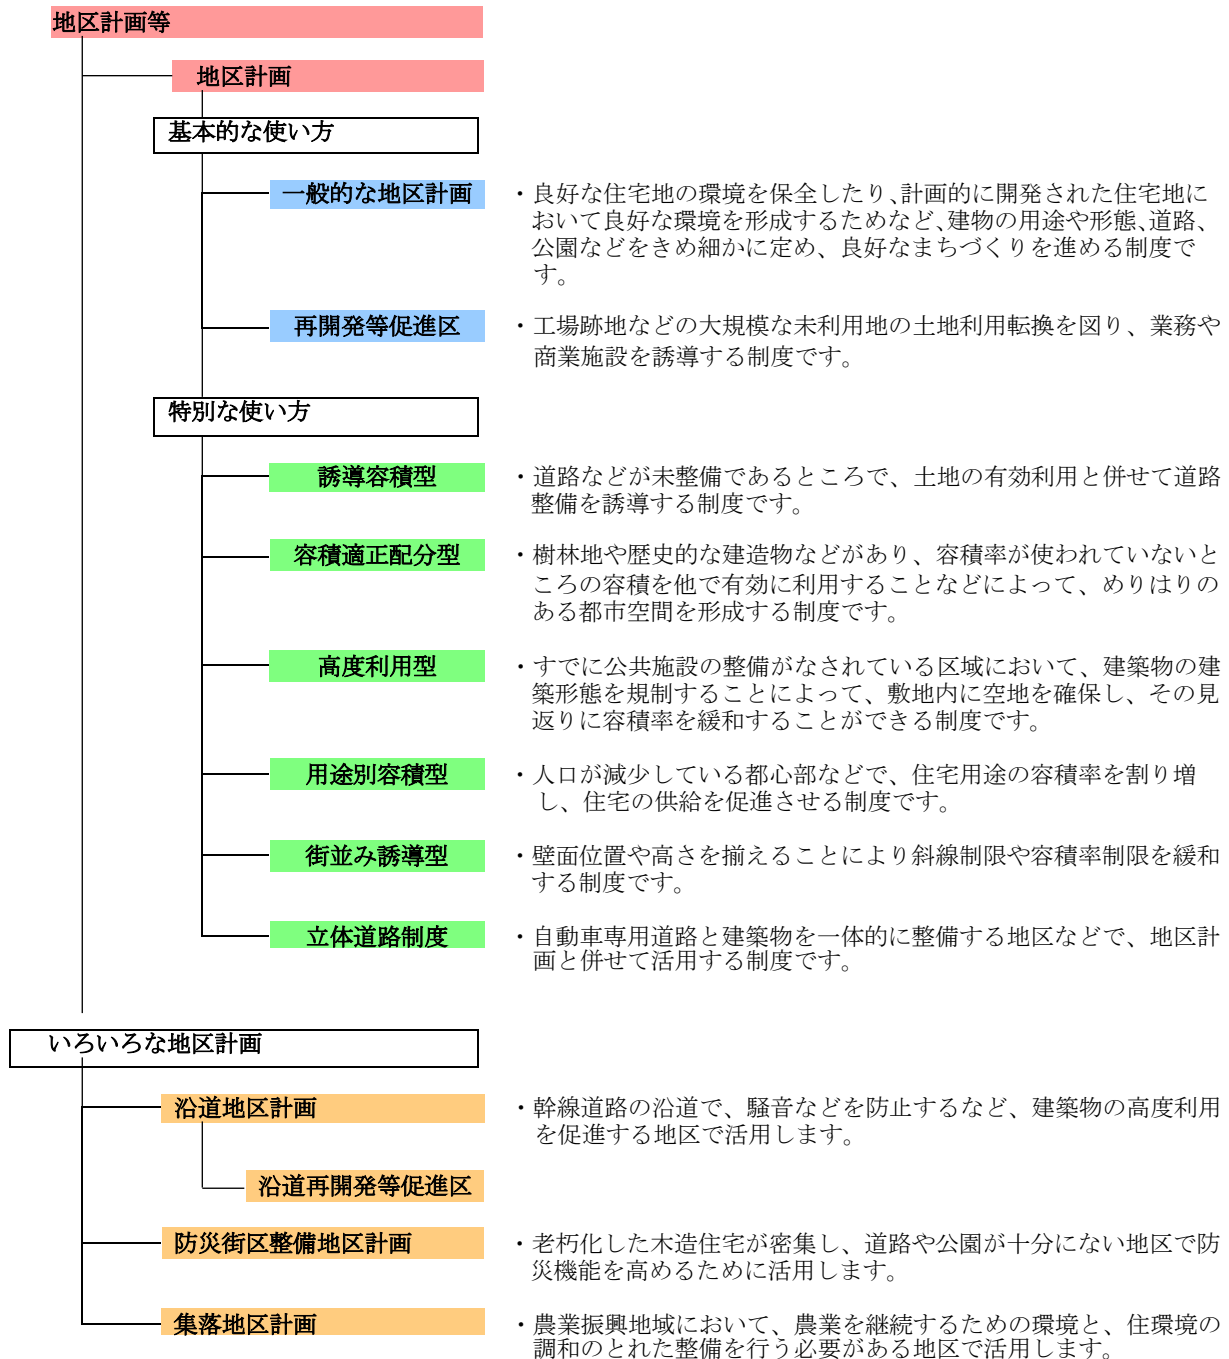 地区計画等
地区計画
基本的な使い方
一般的な地区計画
・良好な住宅地の環境を保全したり、計画的に開発された住宅地に
おいて良好な環境を形成するためなど、建物の用途や形態、道路、
公園などをきめ細かに定め、良好なまちづくりを進める制度で
す。
再開発等促進区
・工場跡地などの大規模な未利用地の土地利用転換を図り、業務や
商業施設を誘導する制度です。
特別な使い方
誘導容積型
・道路などが未整備であるところで、土地の有効利用と併せて道路
整備を誘導する制度です。
容積適正配分型
・樹林地や歴史的な建造物などがあり、容積率が使われていないと
ころの容積を他で有効に利用することなどによって、めりはりの
ある都市空間を形成する制度です。
高度利用型
・すでに公共施設の整備がなされている区域において、建築物の建
築形態を規制することによって、敷地内に空地を確保し、その見
返りに容積率を緩和することができる制度です。
用途別容積型
・人口が減少している都心部などで、住宅用途の容積率を割り増
し、住宅の供給を促進させる制度です。
街並み誘導型
・壁面位置や高さを揃えることにより斜線制限や容積率制限を緩和
する制度です。
立体道路制度
・自動車専用道路と建築物を一体的に整備する地区などで、地区計
画と併せて活用する制度です。
いろいろな地区計画
沿道地区計画
・幹線道路の沿道で、騒音などを防止するなど、建築物の高度利用
を促進する地区で活用します。
沿道再開発等促進区
防災街区整備地区計画
・老朽化した木造住宅が密集し、道路や公園が十分にない地区で防
災機能を高めるために活用します。
集落地区計画
・農業振興地域において、農業を継続するための環境と、住環境の
調和のとれた整備を行う必要がある地区で活用します。